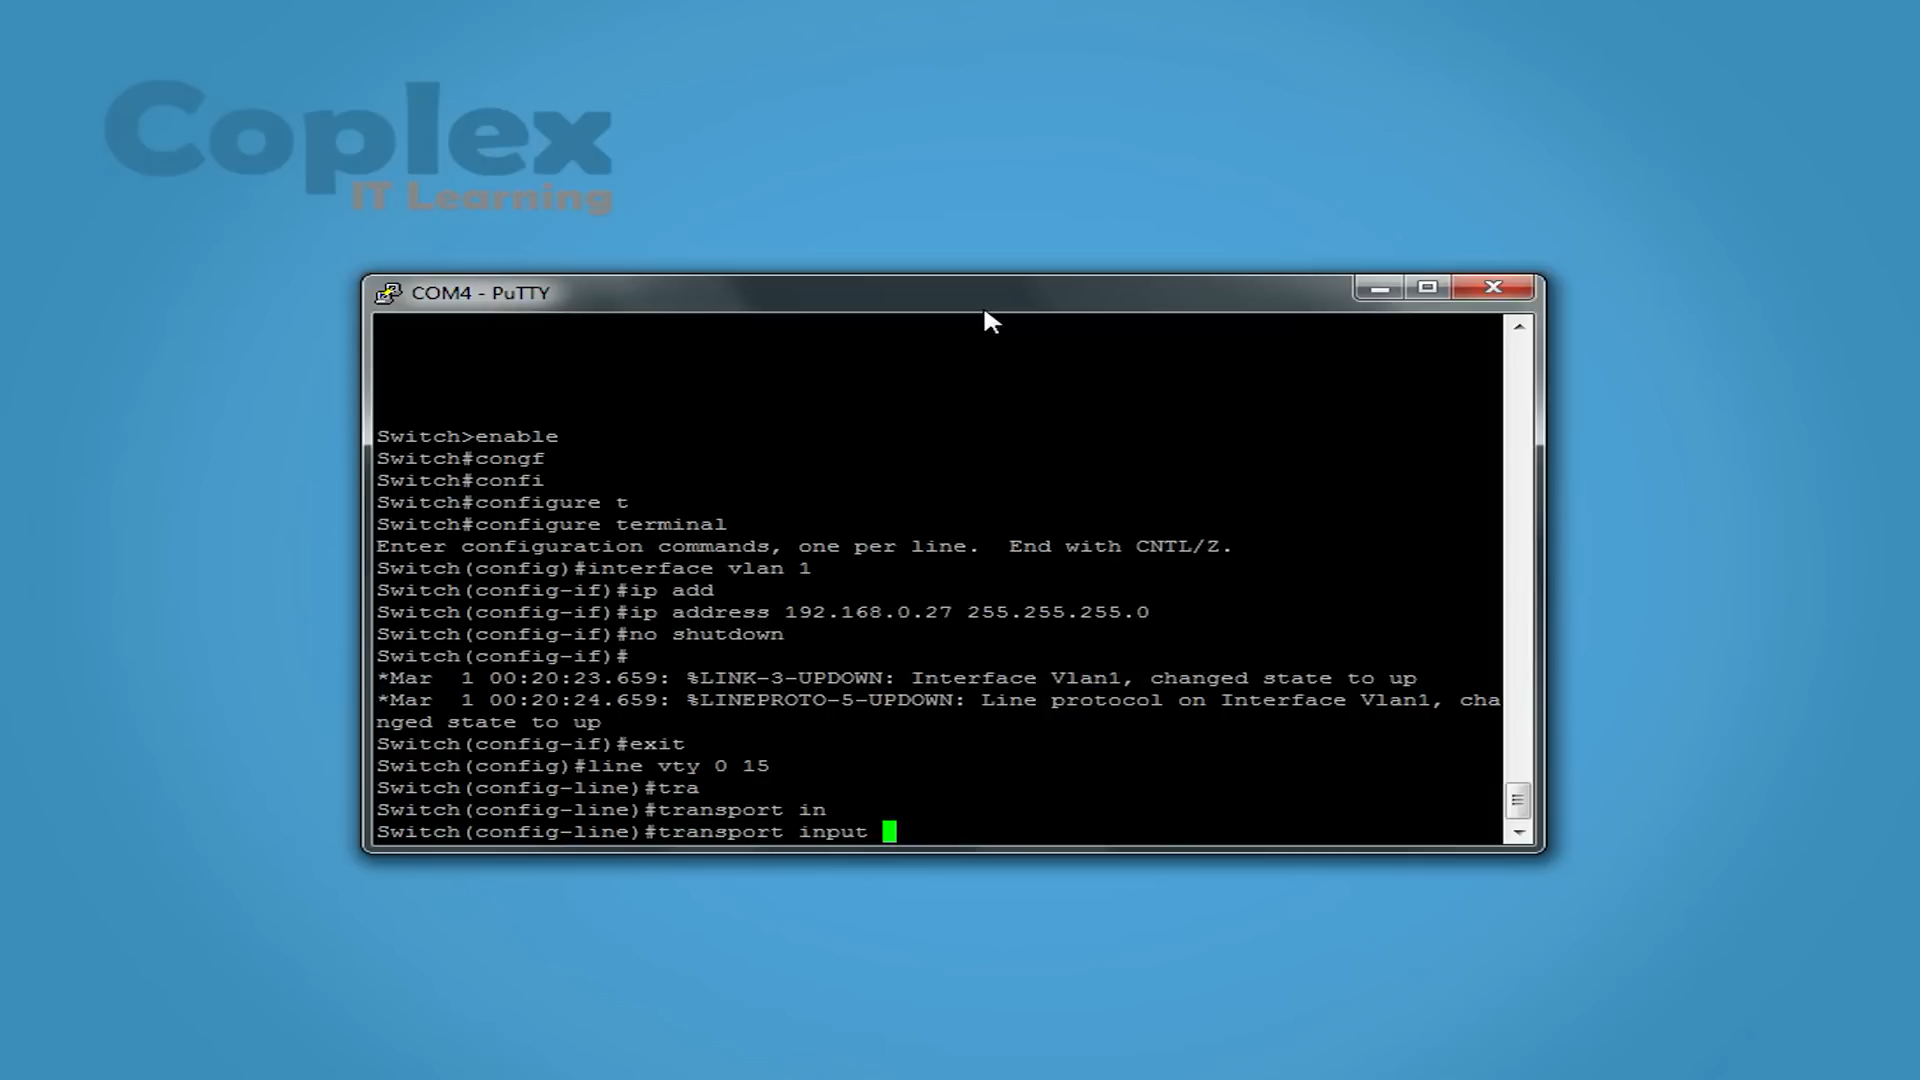 Coplex
IT Learning
COM4 - PuTTY
Switch>enable
Switch#congf
Switch#confi
Switch#configure t
Switch#configure terminal
Enter configuration commands, one per line.  End with CNTL/Z.
Switch(config)#interface vlan 1
Switch(config-if)#ip add
Switch(config-if)#ip address 192.168.0.27 255.255.255.0
Switch(config-if)#no shutdown
Switch(config-if)#
*Mar  1 00:20:23.659: %LINK-3-UPDOWN: Interface Vlan1, changed state to up
*Mar  1 00:20:24.659: %LINEPROTO-5-UPDOWN: Line protocol on Interface Vlan1, cha
nged state to up
Switch(config-if)#exit
Switch(config)#line vty 0 15
Switch(config-line)#tra
Switch(config-line)#transport in
Switch(config-line)#transport input